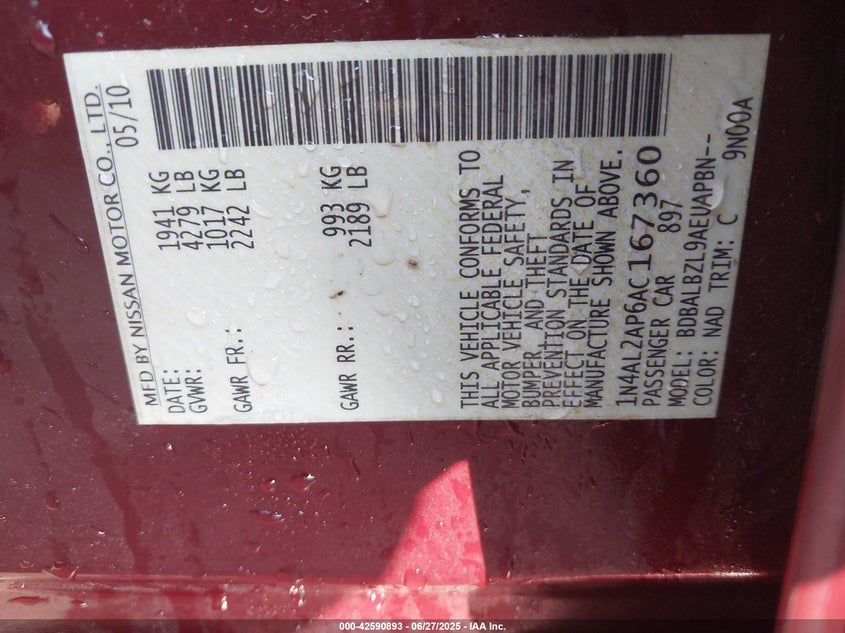 MFD BY NISSAN MOTOR CO., LTD.
DATE: 05/10
GVWR: 1941 KG
4279 LB
GAWR FR.: 1017 KG
2242 LB
GAWR RR.: 993 KG
2189 LB
THIS VEHICLE CONFORMS TO
ALL APPLICABLE FEDERAL
MOTOR VEHICLE SAFETY,
BUMPER, AND THEFT
PREVENTION STANDARDS IN
EFFECT ON THE DATE OF
MANUFACTURE SHOWN ABOVE.
1N4AL2AP6AC167360
PASSENGER CAR 897
MODEL: BDBALBZL9AEUAPBN--
COLOR: NAD TRIM: C 9N00A
000-42590893 - 06/27/2025 - IAA Inc.